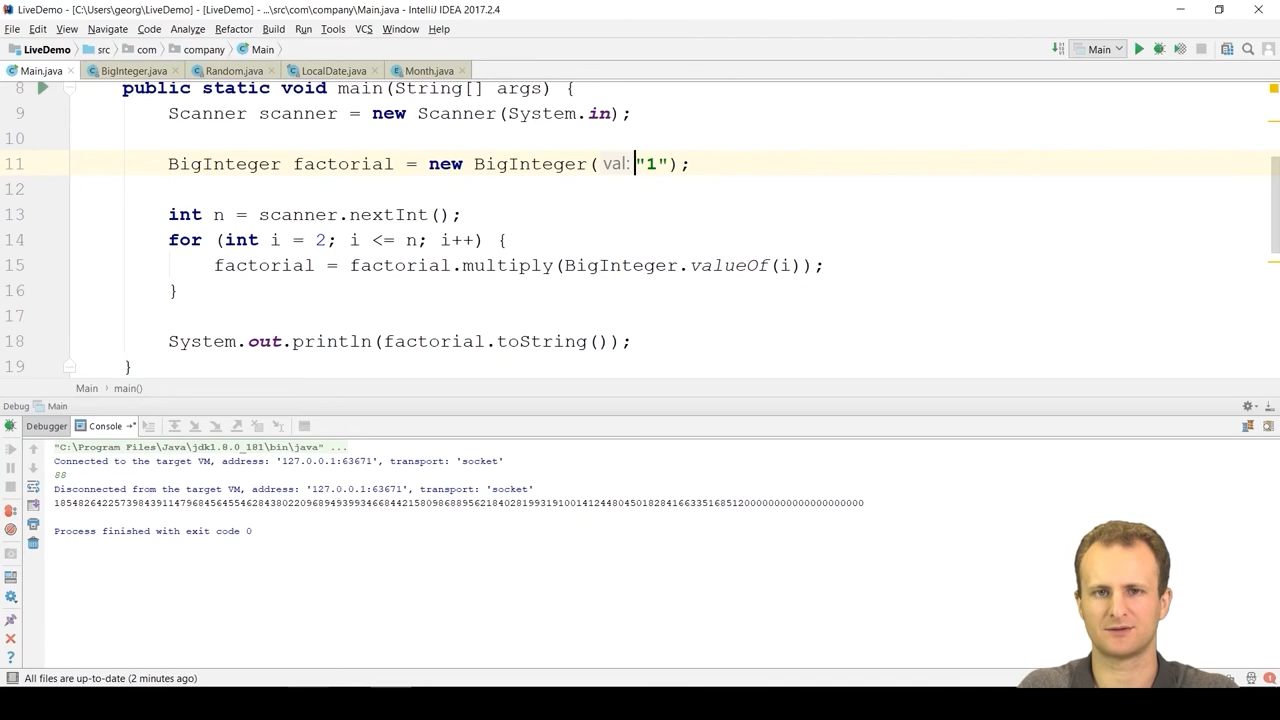 LiveDemo - [C:\Users\georg\LiveDemo] - [LiveDemo] - ...\src\com\company\Main.java - IntelliJ IDEA 2017.2.4
File Edit View Navigate Code Analyze Refactor Build Run Tools VCS Window Help
LiveDemo src com company Main Main
Main.java BigInteger.java Random.java LocalDate.java Month.java
8 public static void main(String[] args) {
9 Scanner scanner = new Scanner(System.in);
10
11 BigInteger factorial = new BigInteger( val: "1");
12
13 int n = scanner.nextInt();
14 for (int i = 2; i <= n; i++) {
15 factorial = factorial.multiply(BigInteger.valueOf(i));
16 }
17
18 System.out.println(factorial.toString());
19 }
Main main()
Debug Main
Debugger Console
"C:\Program Files\Java\jdk1.8.0_181\bin\java" ...
Connected to the target VM, address: '127.0.0.1:63671', transport: 'socket'
88
Disconnected from the target VM, address: '127.0.0.1:63671', transport: 'socket'
Process finished with exit code 0
All files are up-to-date (2 minutes ago)